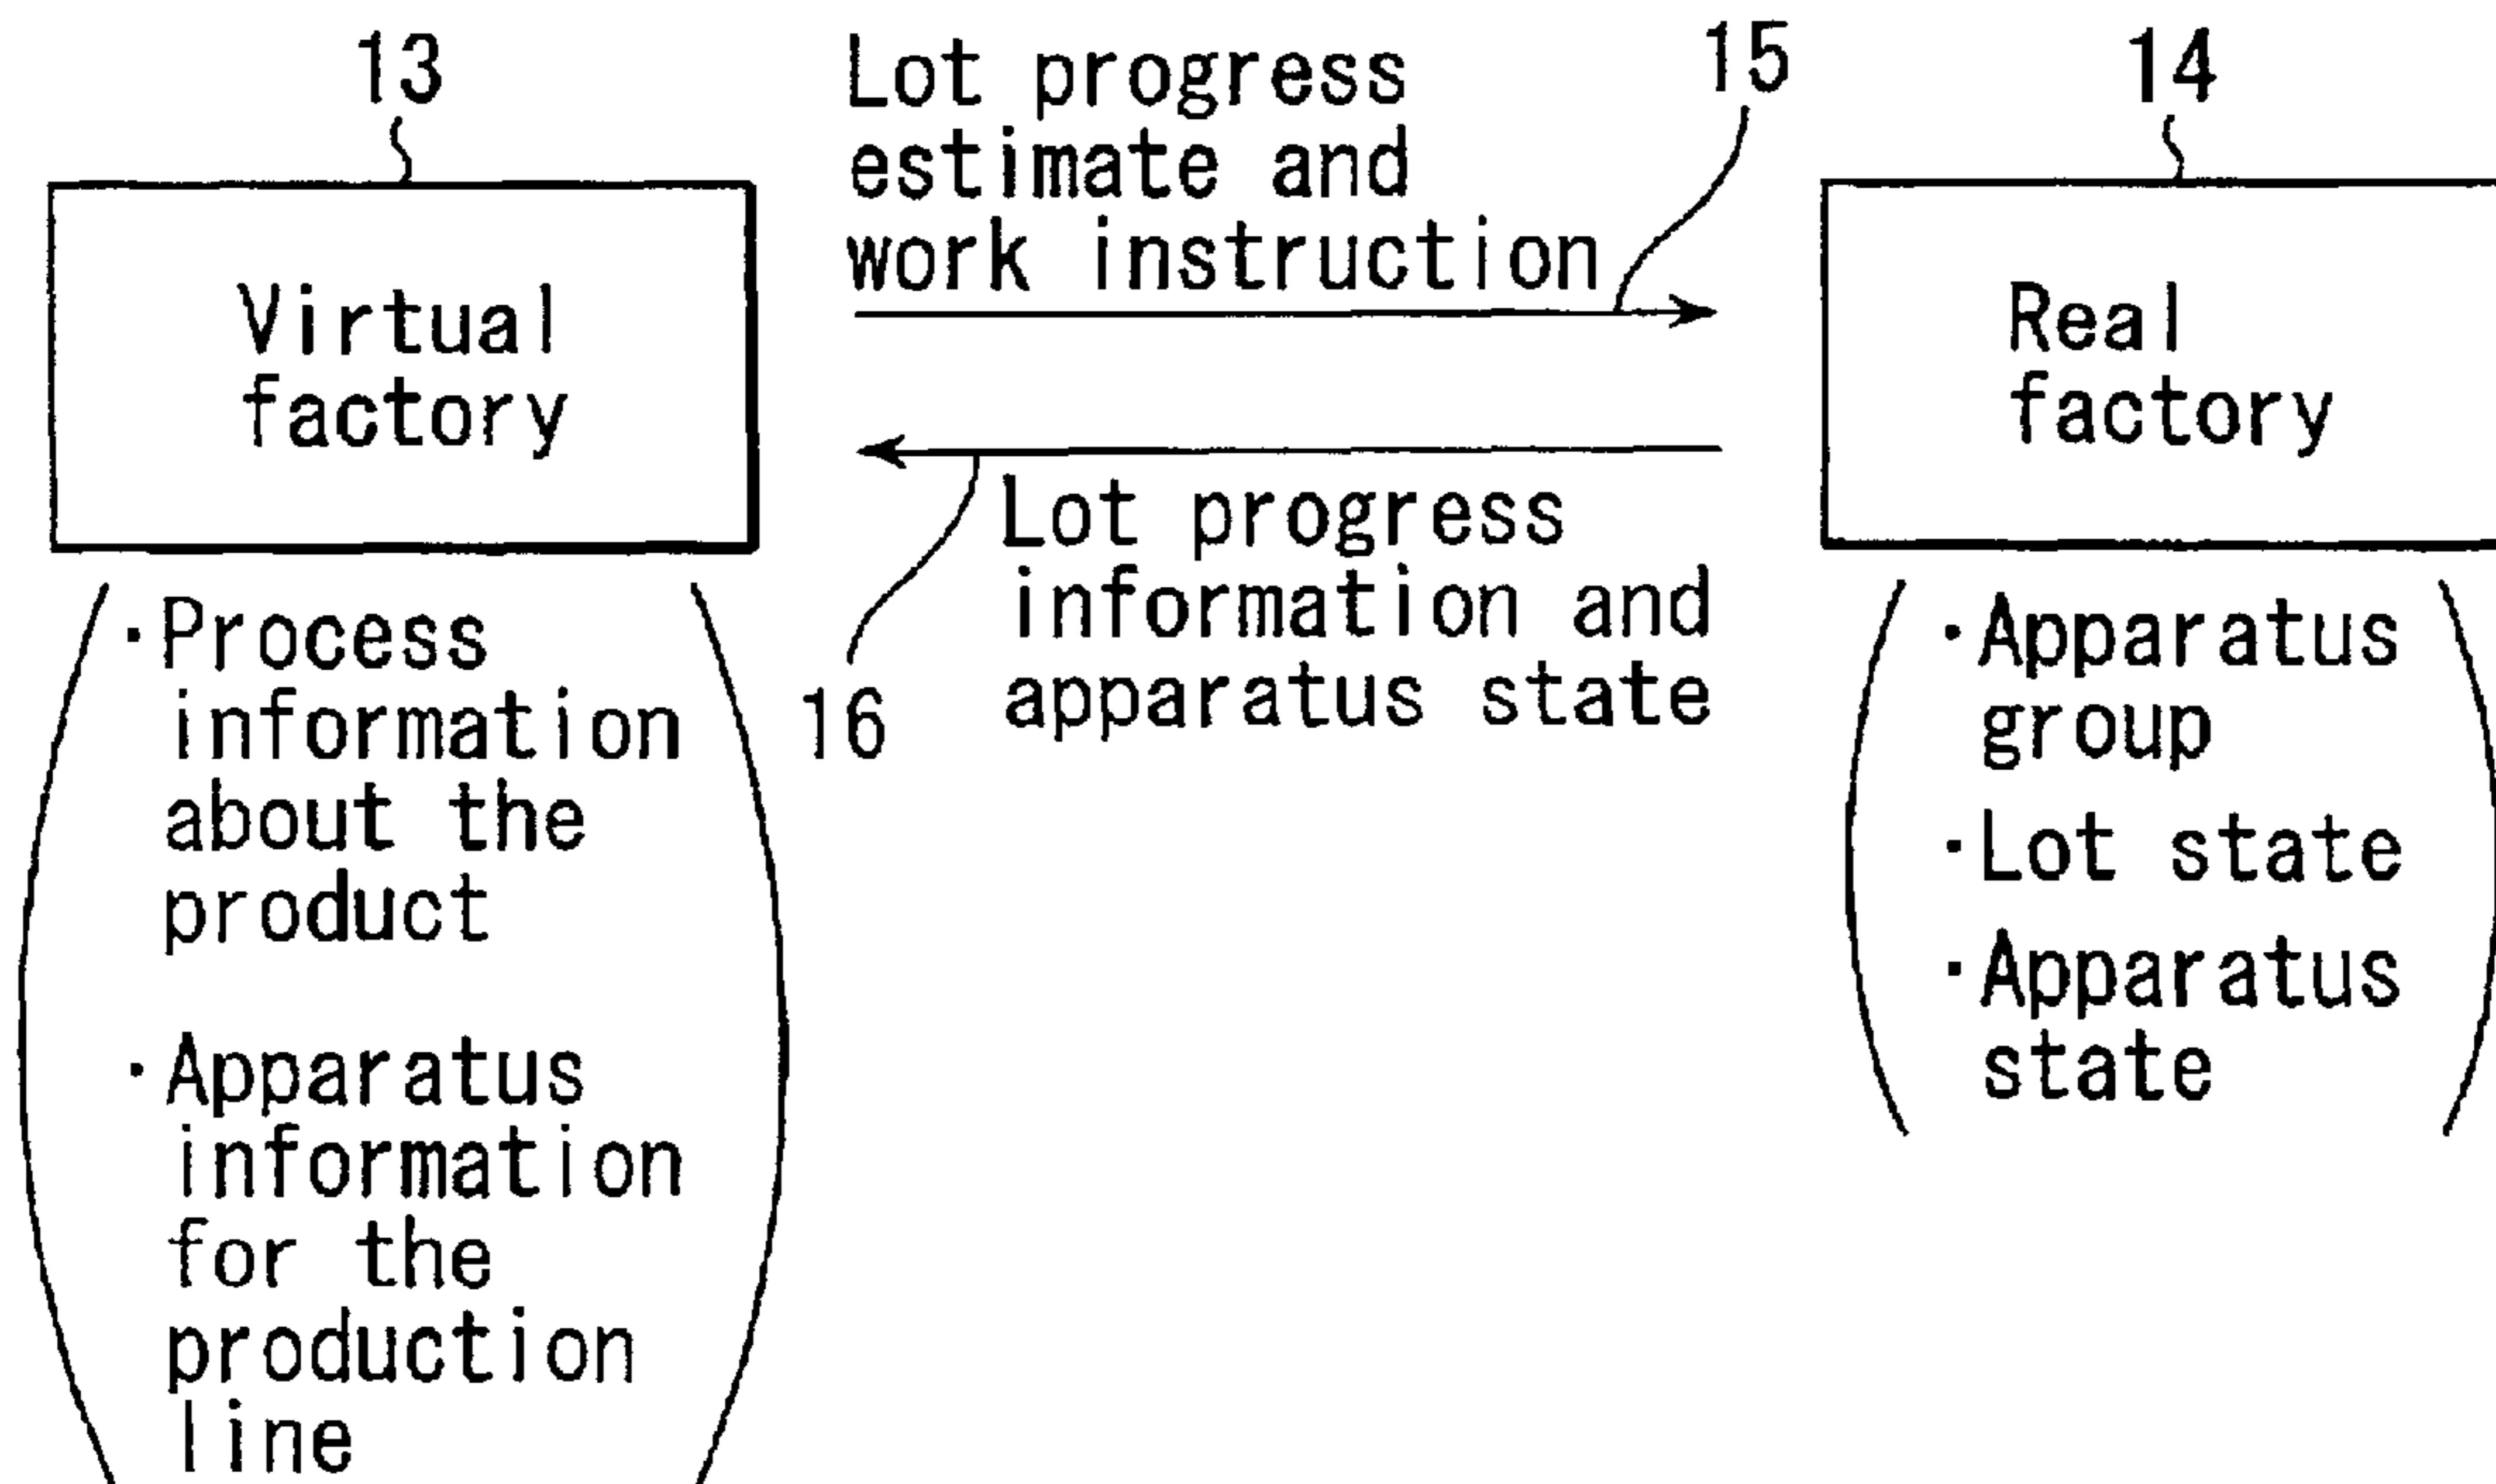 13
Virtual
factory
·Process
information
about the
product
·Apparatus
information
for the
production
line
Lot progress
estimate and
work instruction
15
16
Lot progress
information and
apparatus state
14
Real
factory
·Apparatus
group
·Lot state
·Apparatus
state